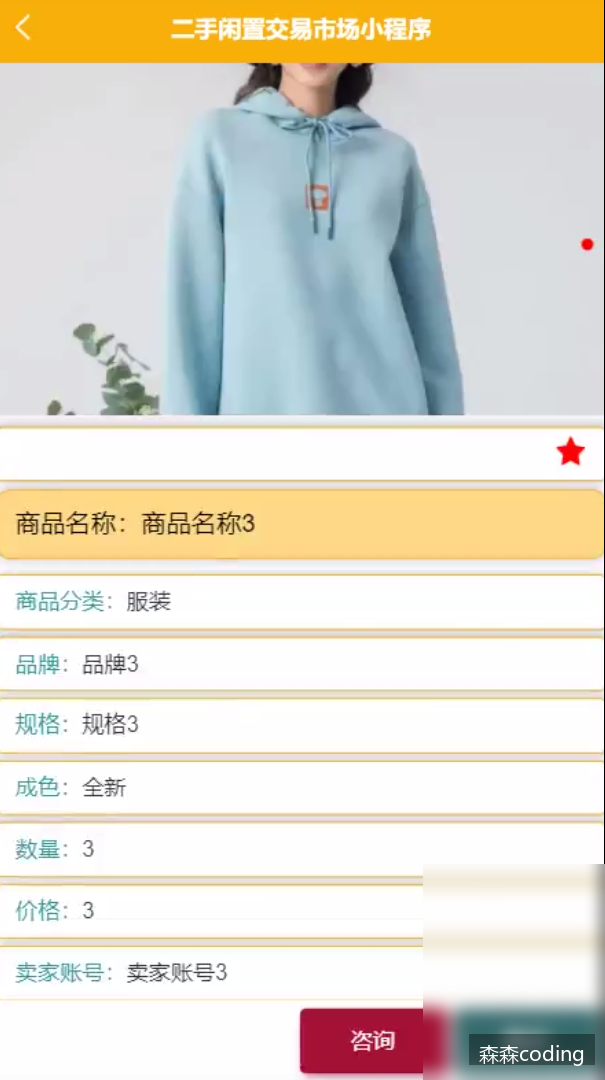 二手闲置交易市场小程序
商品名称：商品名称3
商品分类：服装
品牌：品牌3
规格：规格3
成色：全新
数量：3
价格：3
卖家账号：卖家账号3
咨询
森森coding